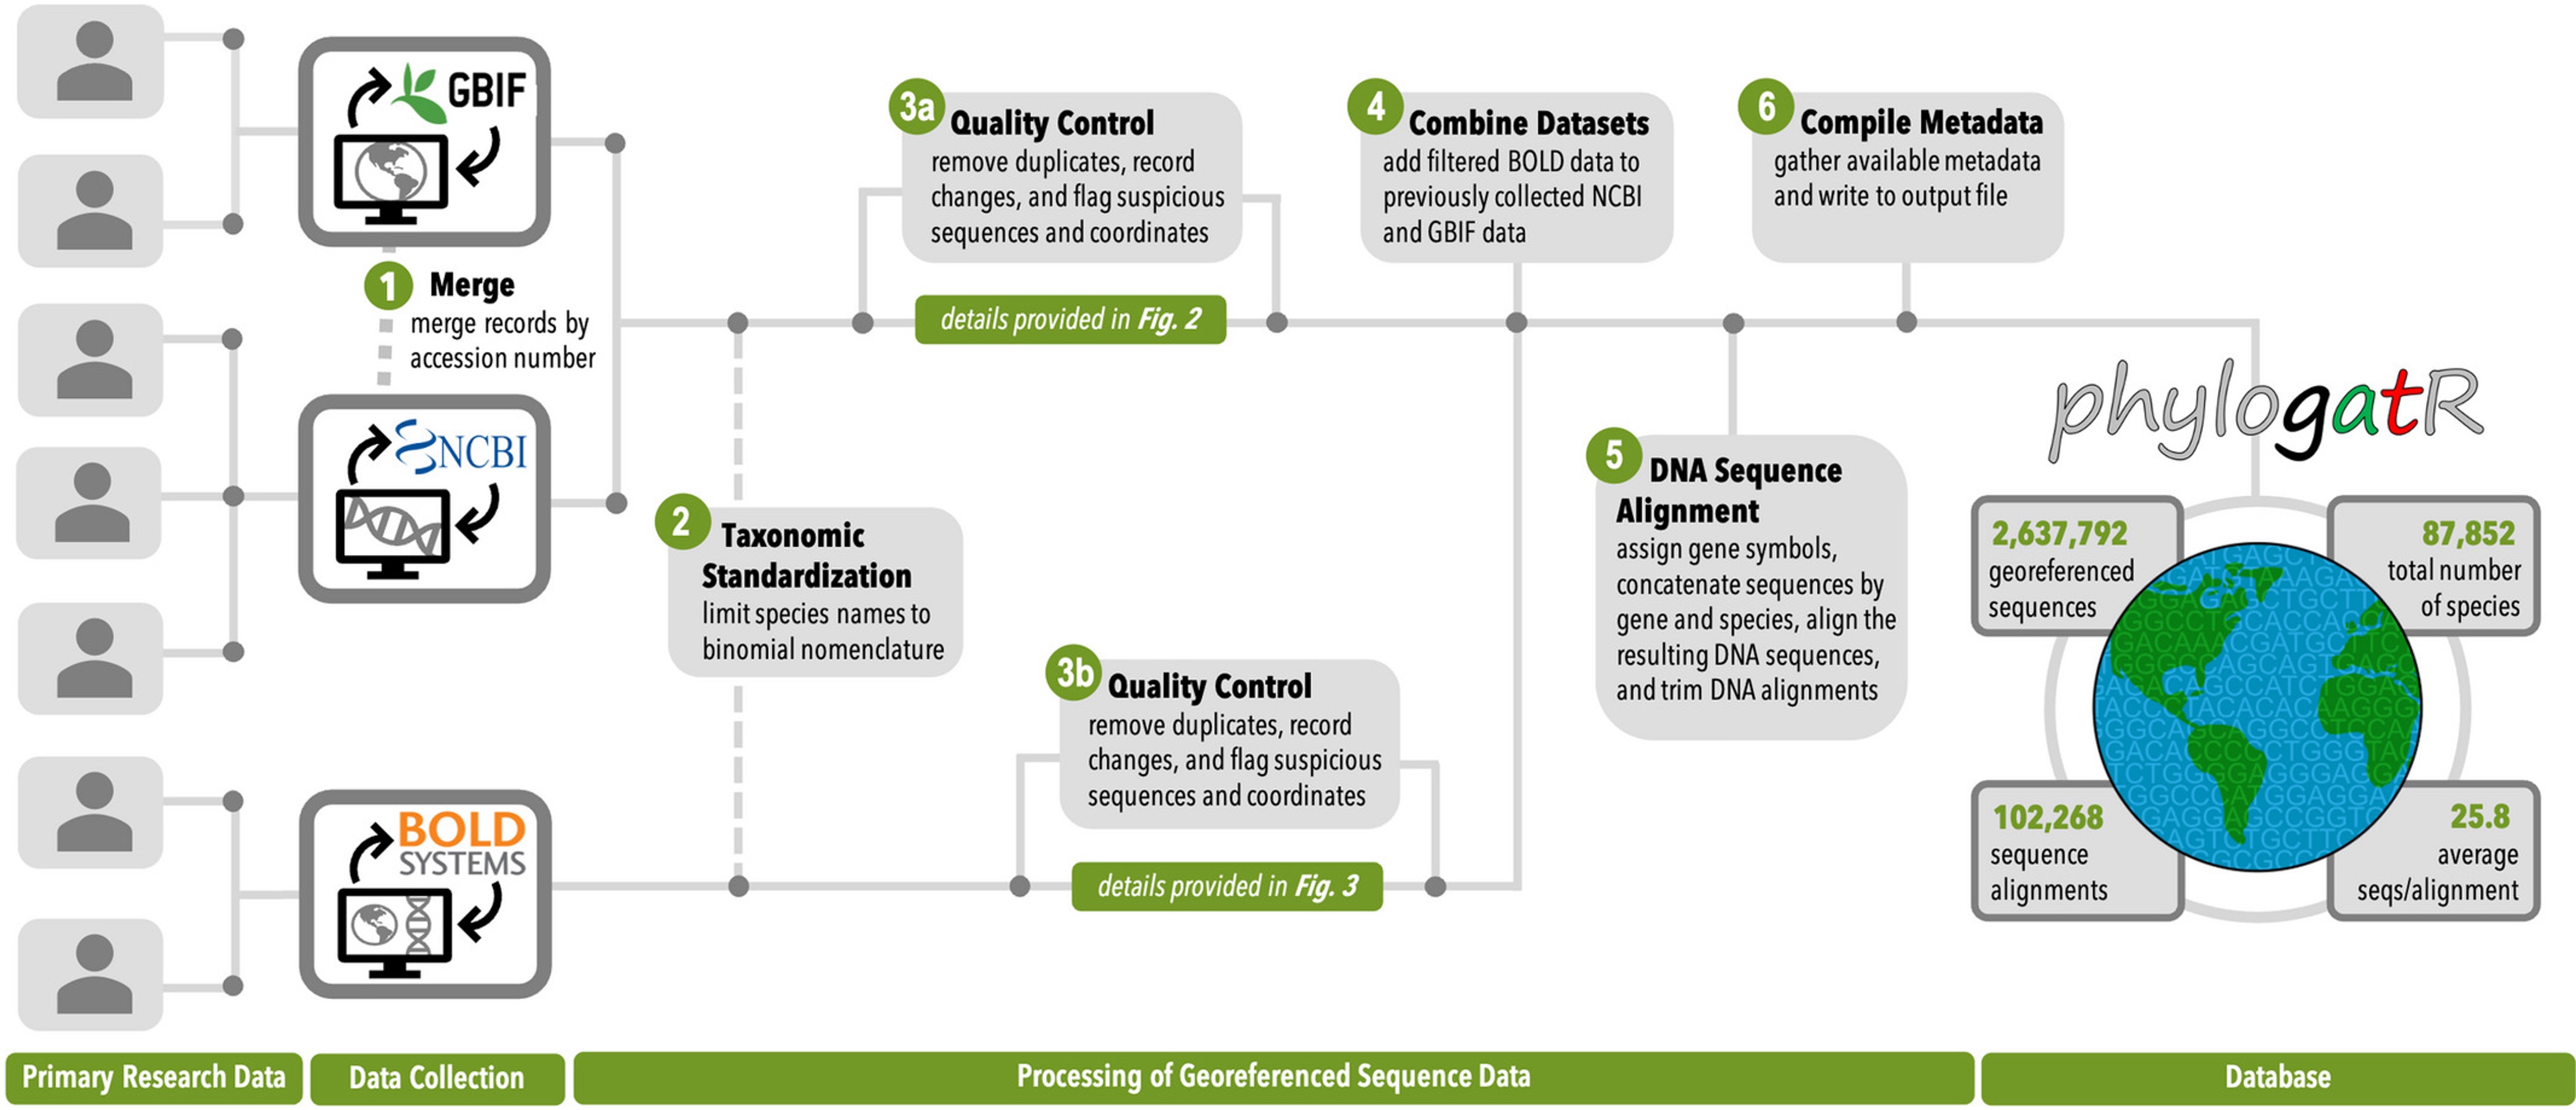 GBIF
1 Merge
merge records by
accession number
NCBI
BOLD
SYSTEMS
2 Taxonomic
Standardization
limit species names to
binomial nomenclature
3a Quality Control
remove duplicates, record
changes, and flag suspicious
sequences and coordinates
details provided in Fig. 2
3b Quality Control
remove duplicates, record
changes, and flag suspicious
sequences and coordinates
details provided in Fig. 3
4 Combine Datasets
add filtered BOLD data to
previously collected NCBI
and GBIF data
5 DNA Sequence
Alignment
assign gene symbols,
concatenate sequences by
gene and species, align the
resulting DNA sequences,
and trim DNA alignments
6 Compile Metadata
gather available metadata
and write to output file
phylogatR
2,637,792
georeferenced
sequences
87,852
total number
of species
102,268
sequence
alignments
25.8
average
seqs/alignment
Primary Research Data
Data Collection
Processing of Georeferenced Sequence Data
Database